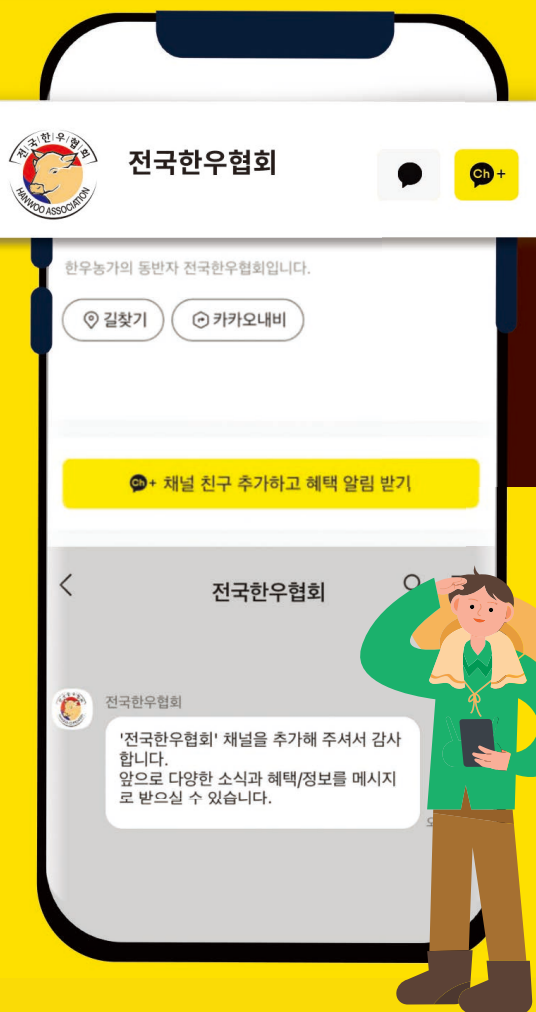 전|국|한|우|협|회
HANWOO ASSOCIATION
전국한우협회
Ch+
한우농가의 동반자 전국한우협회입니다.
길찾기
카카오내비
Ch+ 채널 친구 추가하고 혜택 알림 받기
전국한우협회
전국한우협회
'전국한우협회' 채널을 추가해 주셔서 감사
합니다.
앞으로 다양한 소식과 혜택/정보를 메시지
로 받으실 수 있습니다.